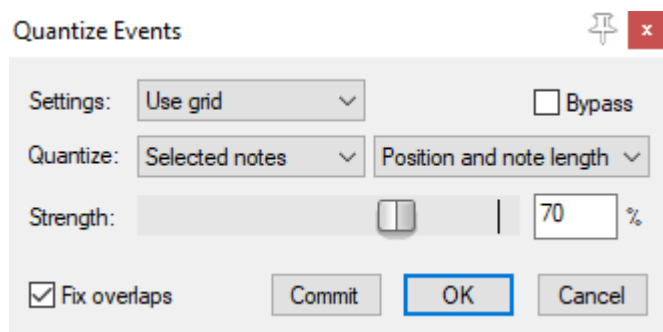 Quantize Events
x
Settings: Use grid Bypass
Quantize: Selected notes Position and note length
Strength: 70 %
Fix overlaps Commit OK Cancel